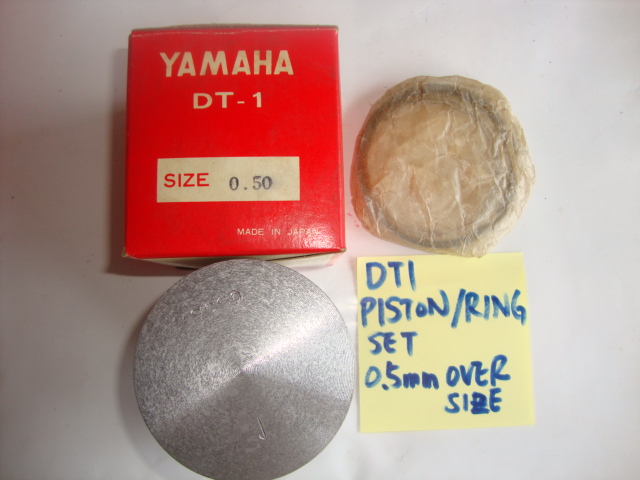 YAMAHA
DT-1
SIZE 0.50
MADE IN JAPAN
DT1
PISTON/RING
SET
0.5mm OVER
SIZE